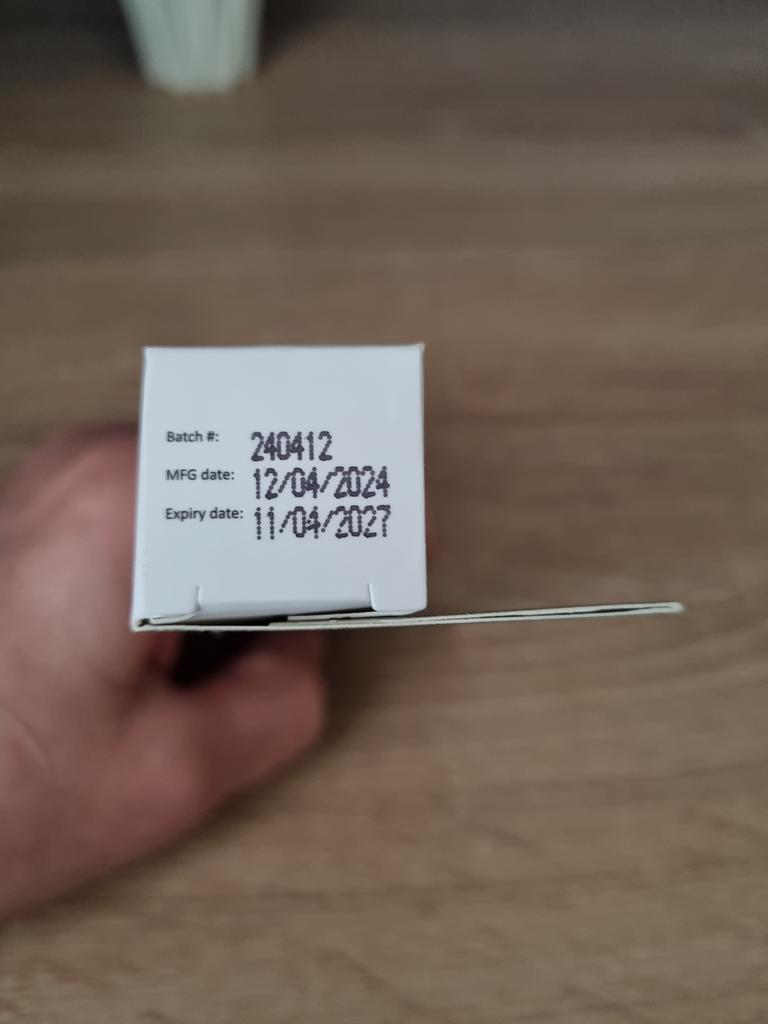 Batch #: 240412
MFG date: 12/04/2024
Expiry date: 11/04/2027